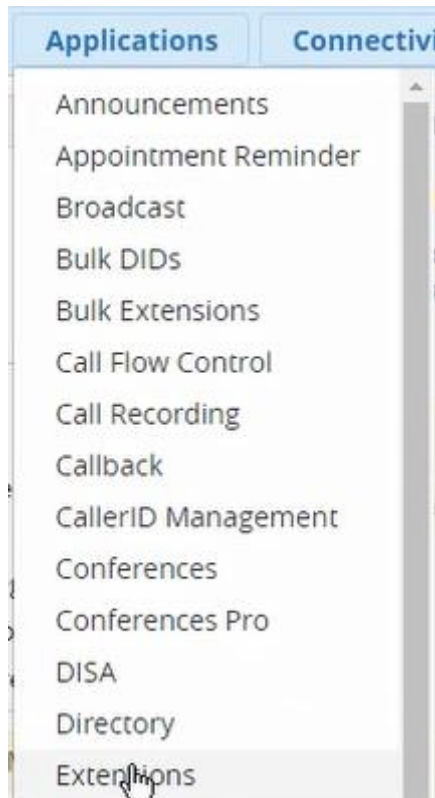 Applications Connectivi
Announcements
Appointment Reminder
Broadcast
Bulk DIDs
Bulk Extensions
Call Flow Control
Call Recording
Callback
CallerID Management
Conferences
Conferences Pro
DISA
Directory
Extensions